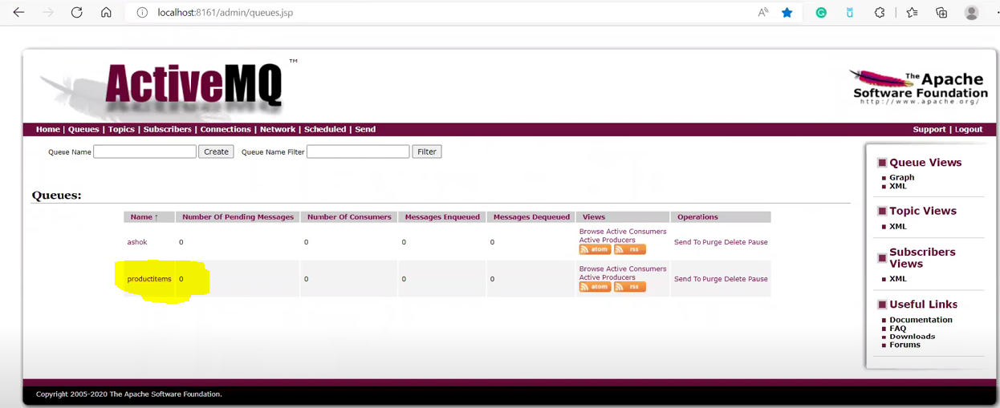 localhost:8161/admin/queues.jsp
ActiveMQ™
The Apache
Software Foundation
http://www.apache.org/
Home | Queues | Topics | Subscribers | Connections | Network | Scheduled | Send
Support | Logout
Queue Name Create Queue Name Filter Filter
Queues:
Name ↑ Number Of Pending Messages Number Of Consumers Messages Enqueued Messages Dequeued Views Operations
ashok 0 0 0 0 Browse Active Consumers
Active Producers
atom rss
Send To Purge Delete Pause
productitems 0 0 0 0 Browse Active Consumers
Active Producers
atom rss
Send To Purge Delete Pause
Queue Views
Graph
XML
Topic Views
XML
Subscribers
Views
XML
Useful Links
Documentation
FAQ
Downloads
Forums
Copyright 2005-2020 The Apache Software Foundation.